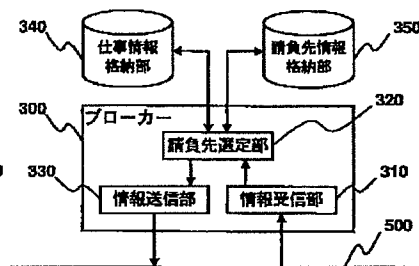 340
仕事情報
格納部
請負先情報
格納部
350
300
ブローカー
320
請負先選定部
330
情報送信部
情報受信部
310
500